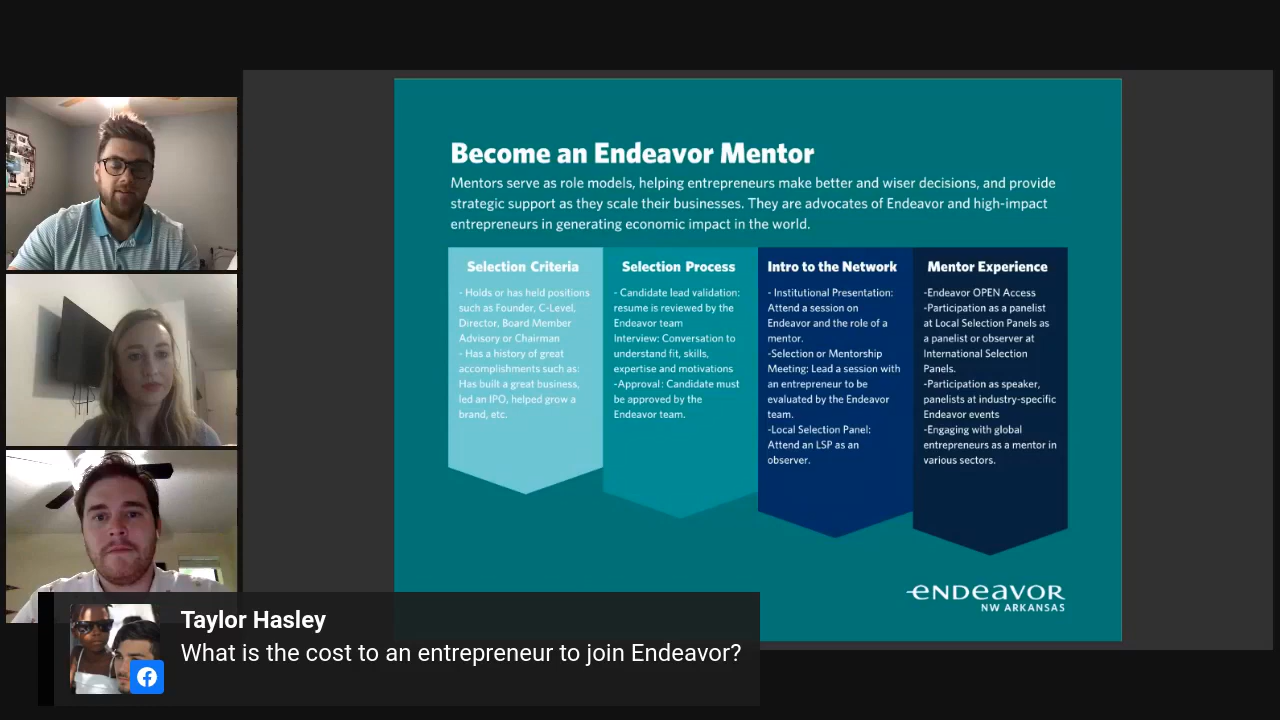 Become an Endeavor Mentor
Mentors serve as role models, helping entrepreneurs make better and wiser decisions, and provide
strategic support as they scale their businesses. They are advocates of Endeavor and high-impact
entrepreneurs in generating economic impact in the world.
Selection Criteria
- Holds or has held positions
such as Founder, C-Level,
Director, Board Member
Advisory or Chairman
- Has a history of great
accomplishments such as:
Has built a great business,
led an IPO, helped grow a
brand, etc.
Selection Process
- Candidate lead validation:
resume is reviewed by the
Endeavor team
Interview: Conversation to
understand fit, skills,
expertise and motivations
-Approval: Candidate must
be approved by the
Endeavor team.
Intro to the Network
- Institutional Presentation:
Attend a session on
Endeavor and the role of a
mentor.
-Selection or Mentorship
Meeting: Lead a session with
an entrepreneur to be
evaluated by the Endeavor
team.
-Local Selection Panel:
Attend an LSP as an
observer.
Mentor Experience
-Endeavor OPEN Access
-Participation as a panelist
at Local Selection Panels as
a panelist or observer at
International Selection
Panels.
-Participation as speaker,
panelists at industry-specific
Endeavor events
-Engaging with global
entrepreneurs as a mentor in
various sectors.
ENDEAVOR
NW ARKANSAS
Taylor Hasley
What is the cost to an entrepreneur to join Endeavor?